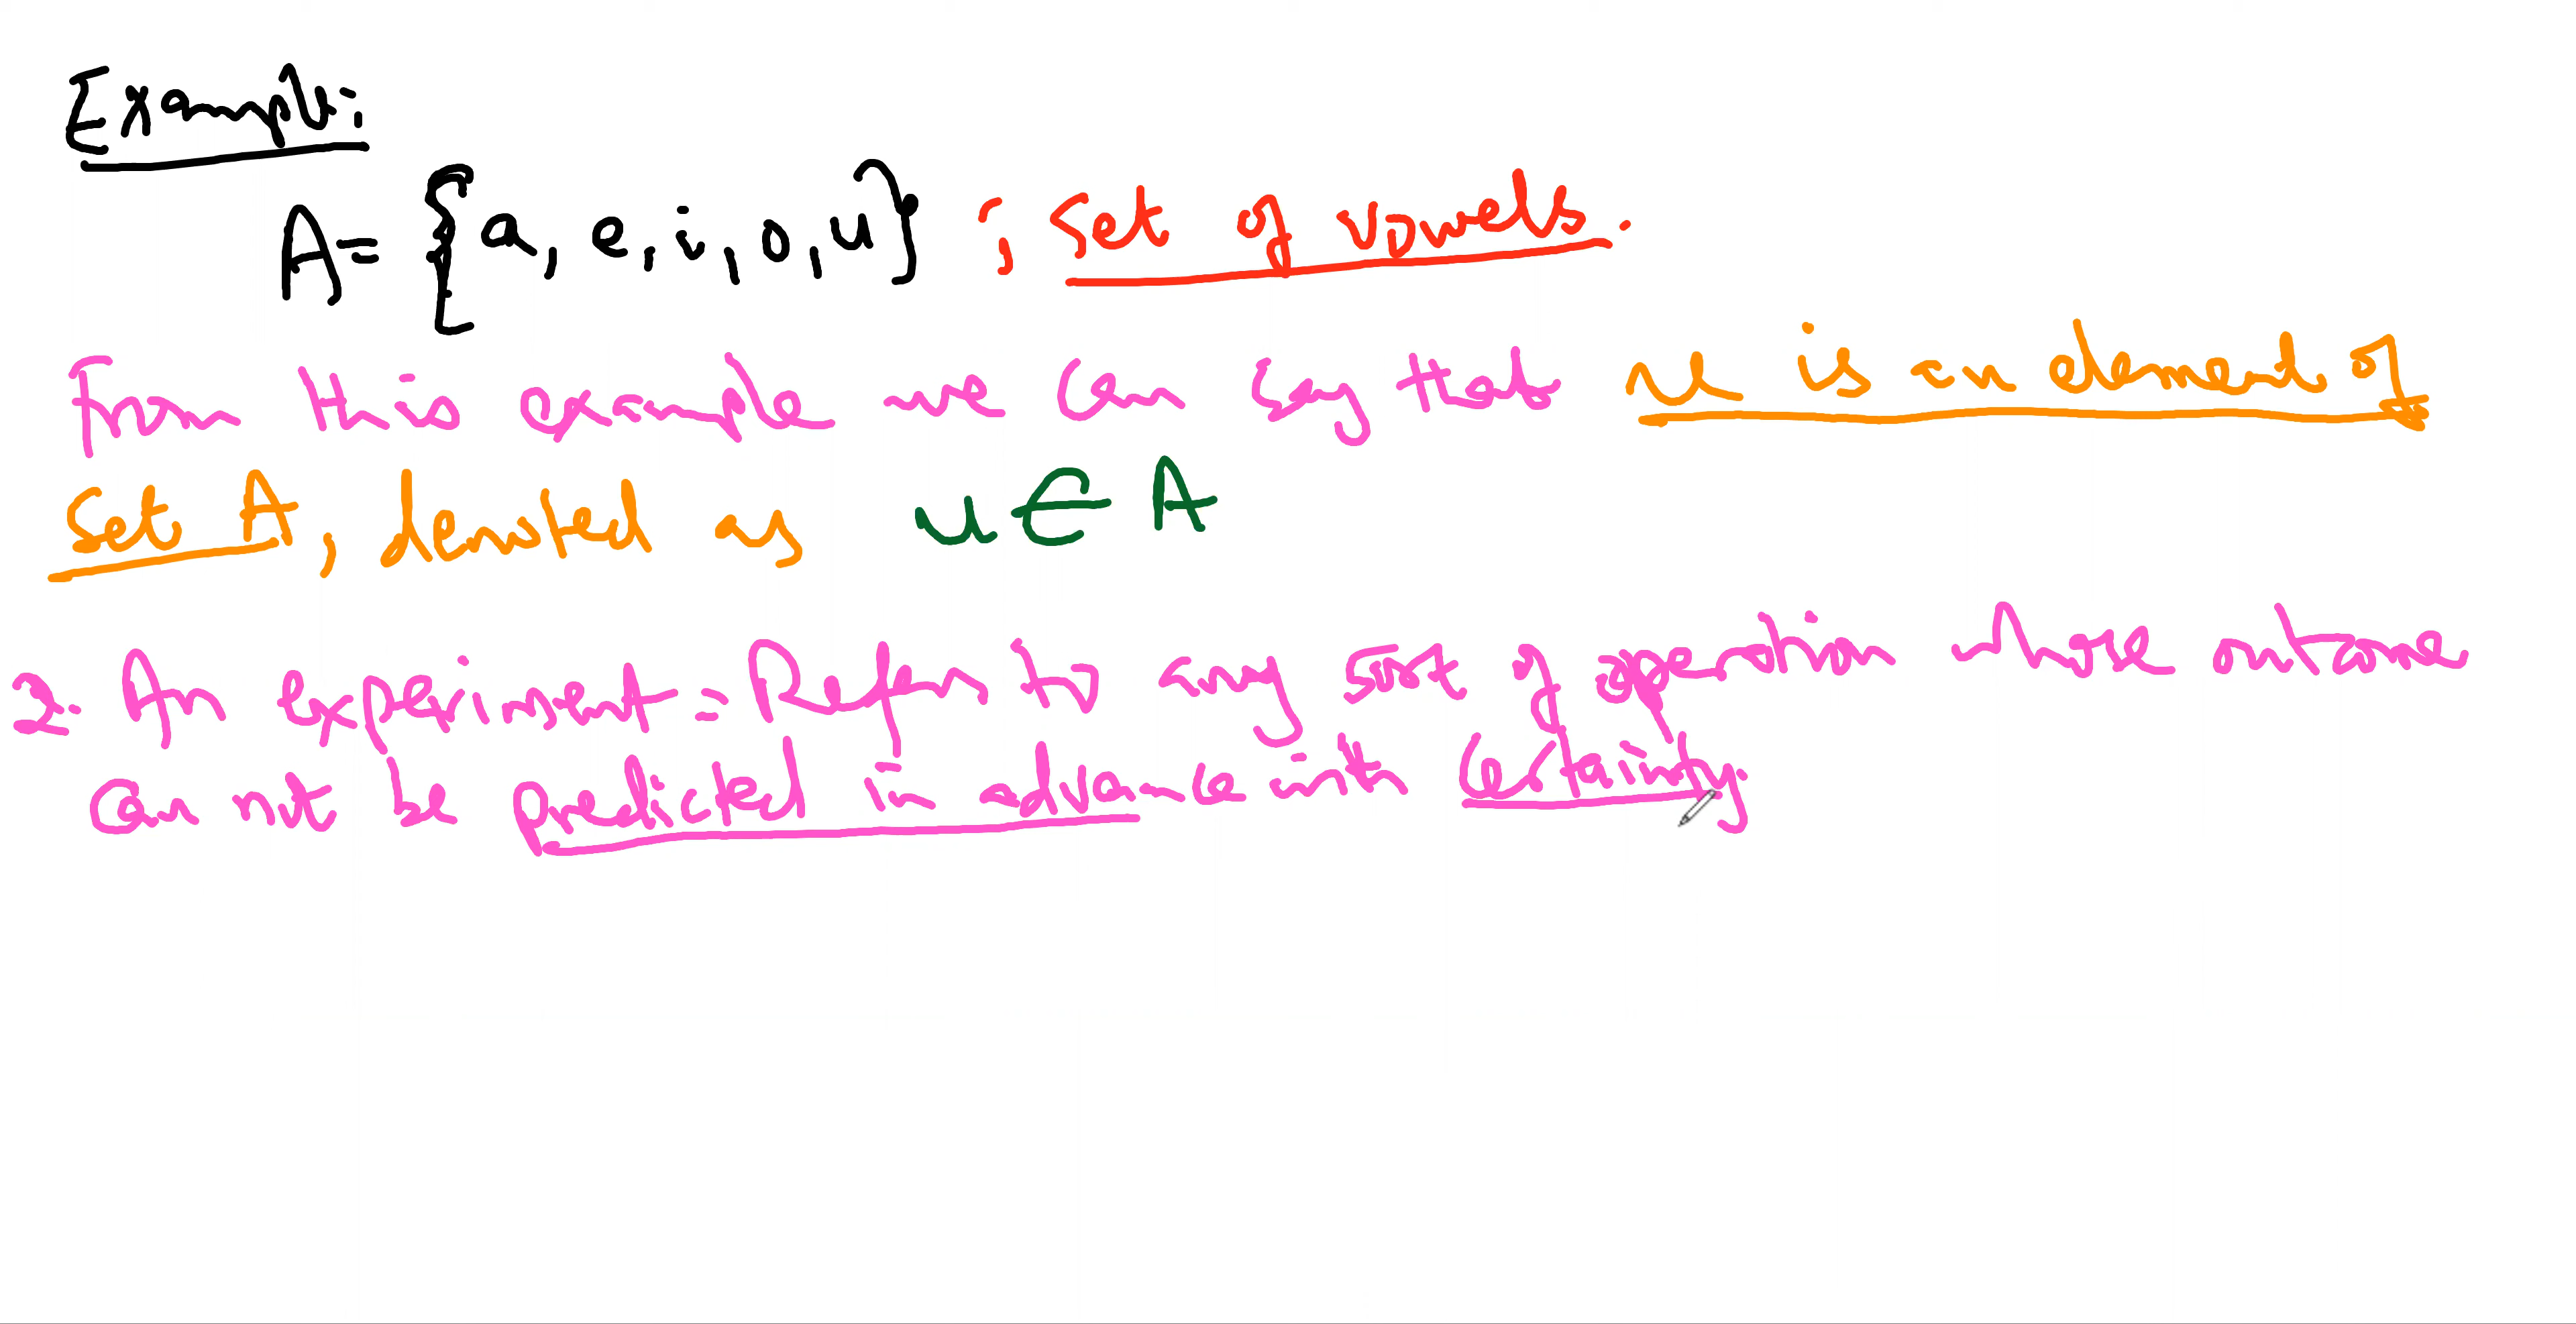 Example:
A = {a, e, i, o, u} ; set of vowels.
From this example we can say that u is an element of
set A, denoted as u ∈ A
2. An experiment = Refers to any sort of operation whose outcome
can not be predicted in advance with certainty.